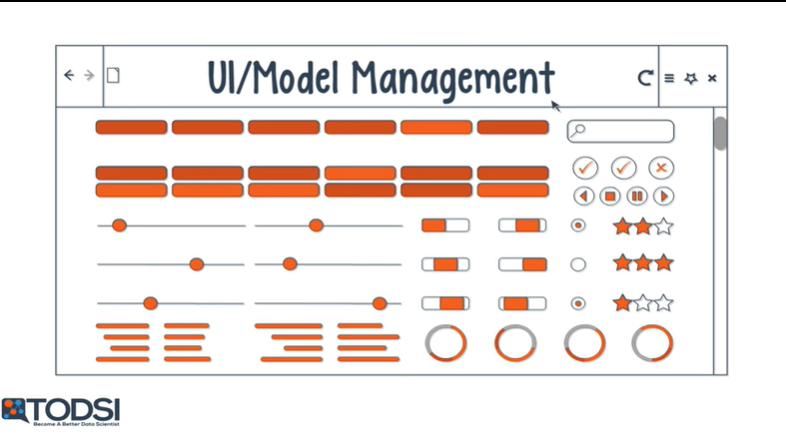 UI/Model Management
TODSI
Become A Better Data Scientist